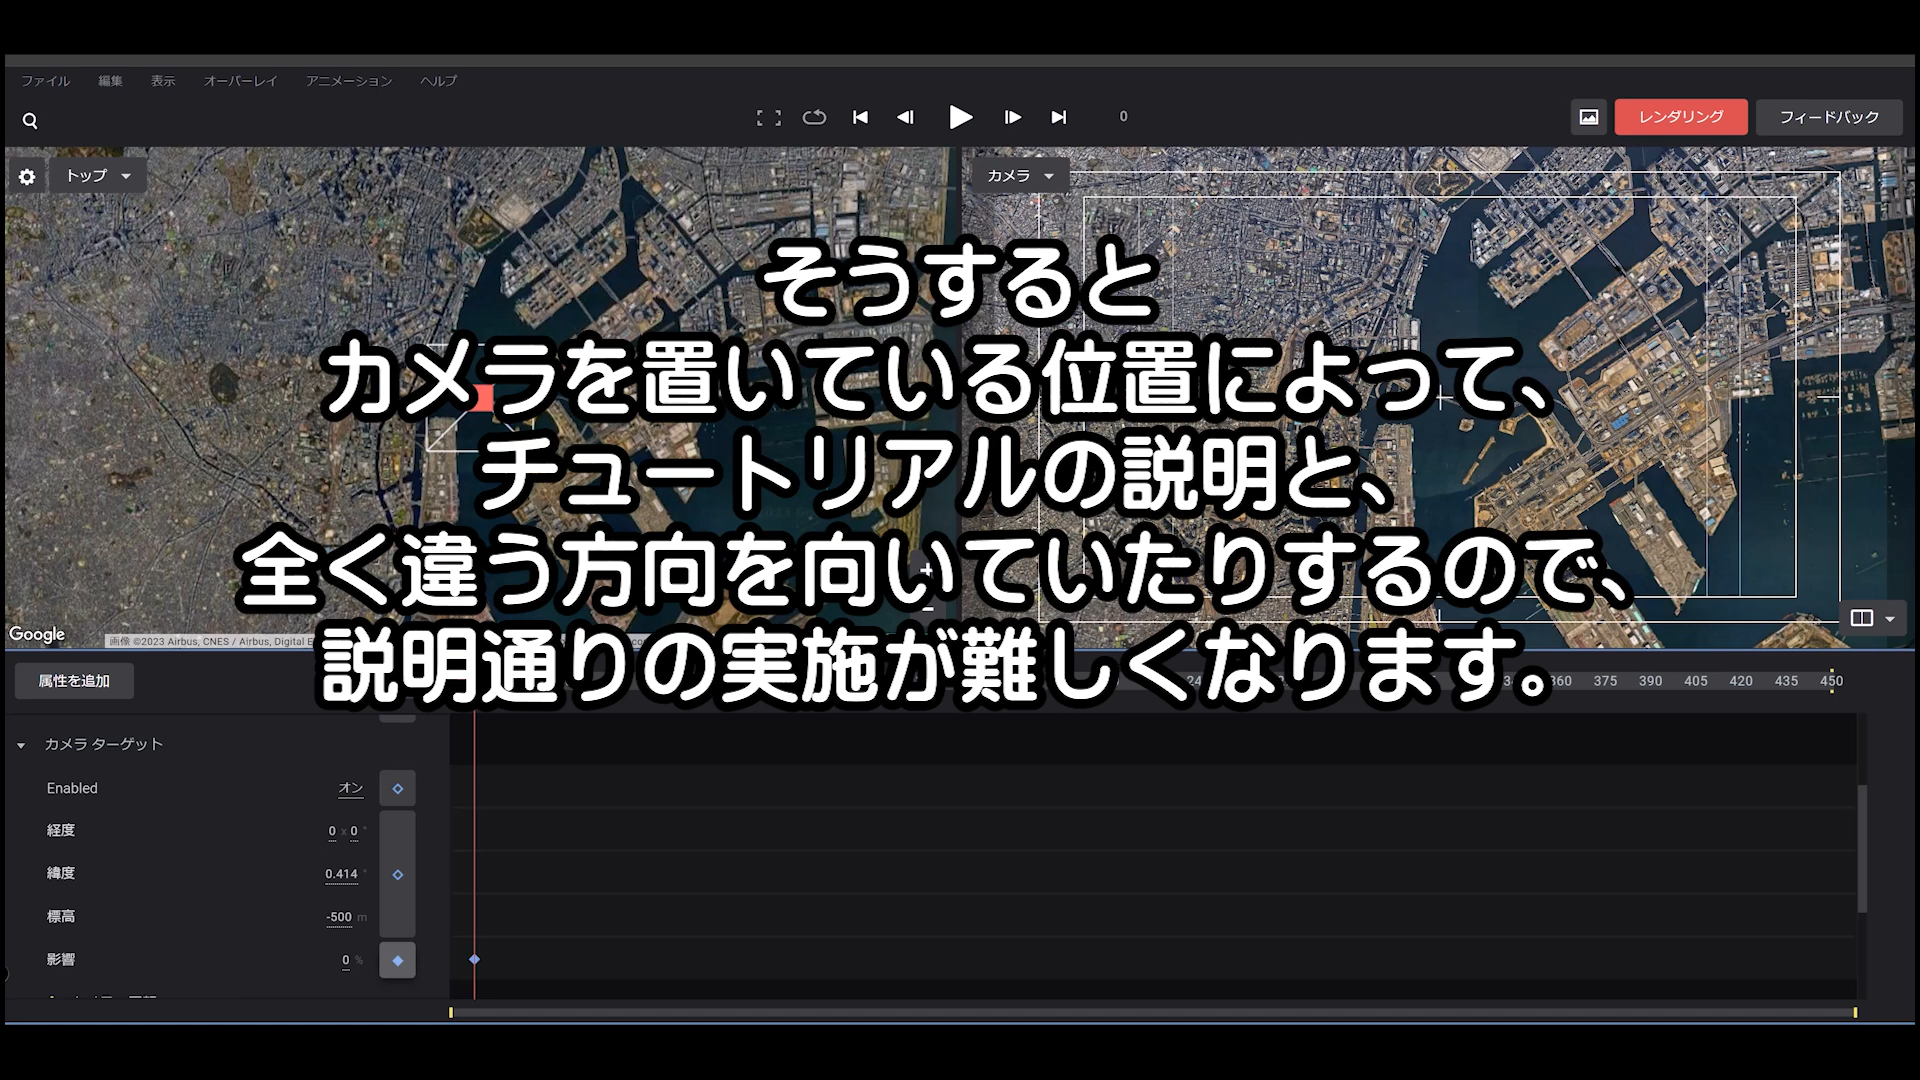 ファイル 編集 表示 オーバーレイ アニメーション ヘルプ
0
レンダリング
フィードバック
トップ
カメラ
そうすると
カメラを置いている位置によって、
チュートリアルの説明と、
全く違う方向を向いていたりするので、
説明通りの実施が難しくなります。
Google
画像 ©2023 Airbus, CNES / Airbus, Digital
属性を追加
360 375 390 405 420 435 450
カメラ ターゲット
Enabled オン
経度 0 x 0 °
緯度 0.414 °
標高 -500 m
影響 0 %